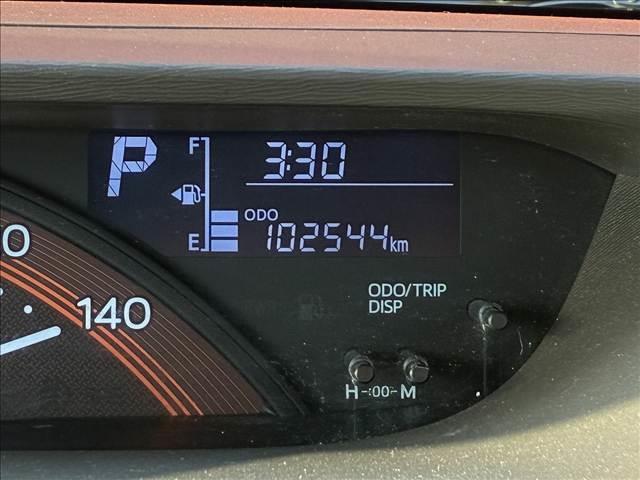 P
F
3:30
E
ODO
102544km
140
ODO/TRIP
DISP
H-:00-M